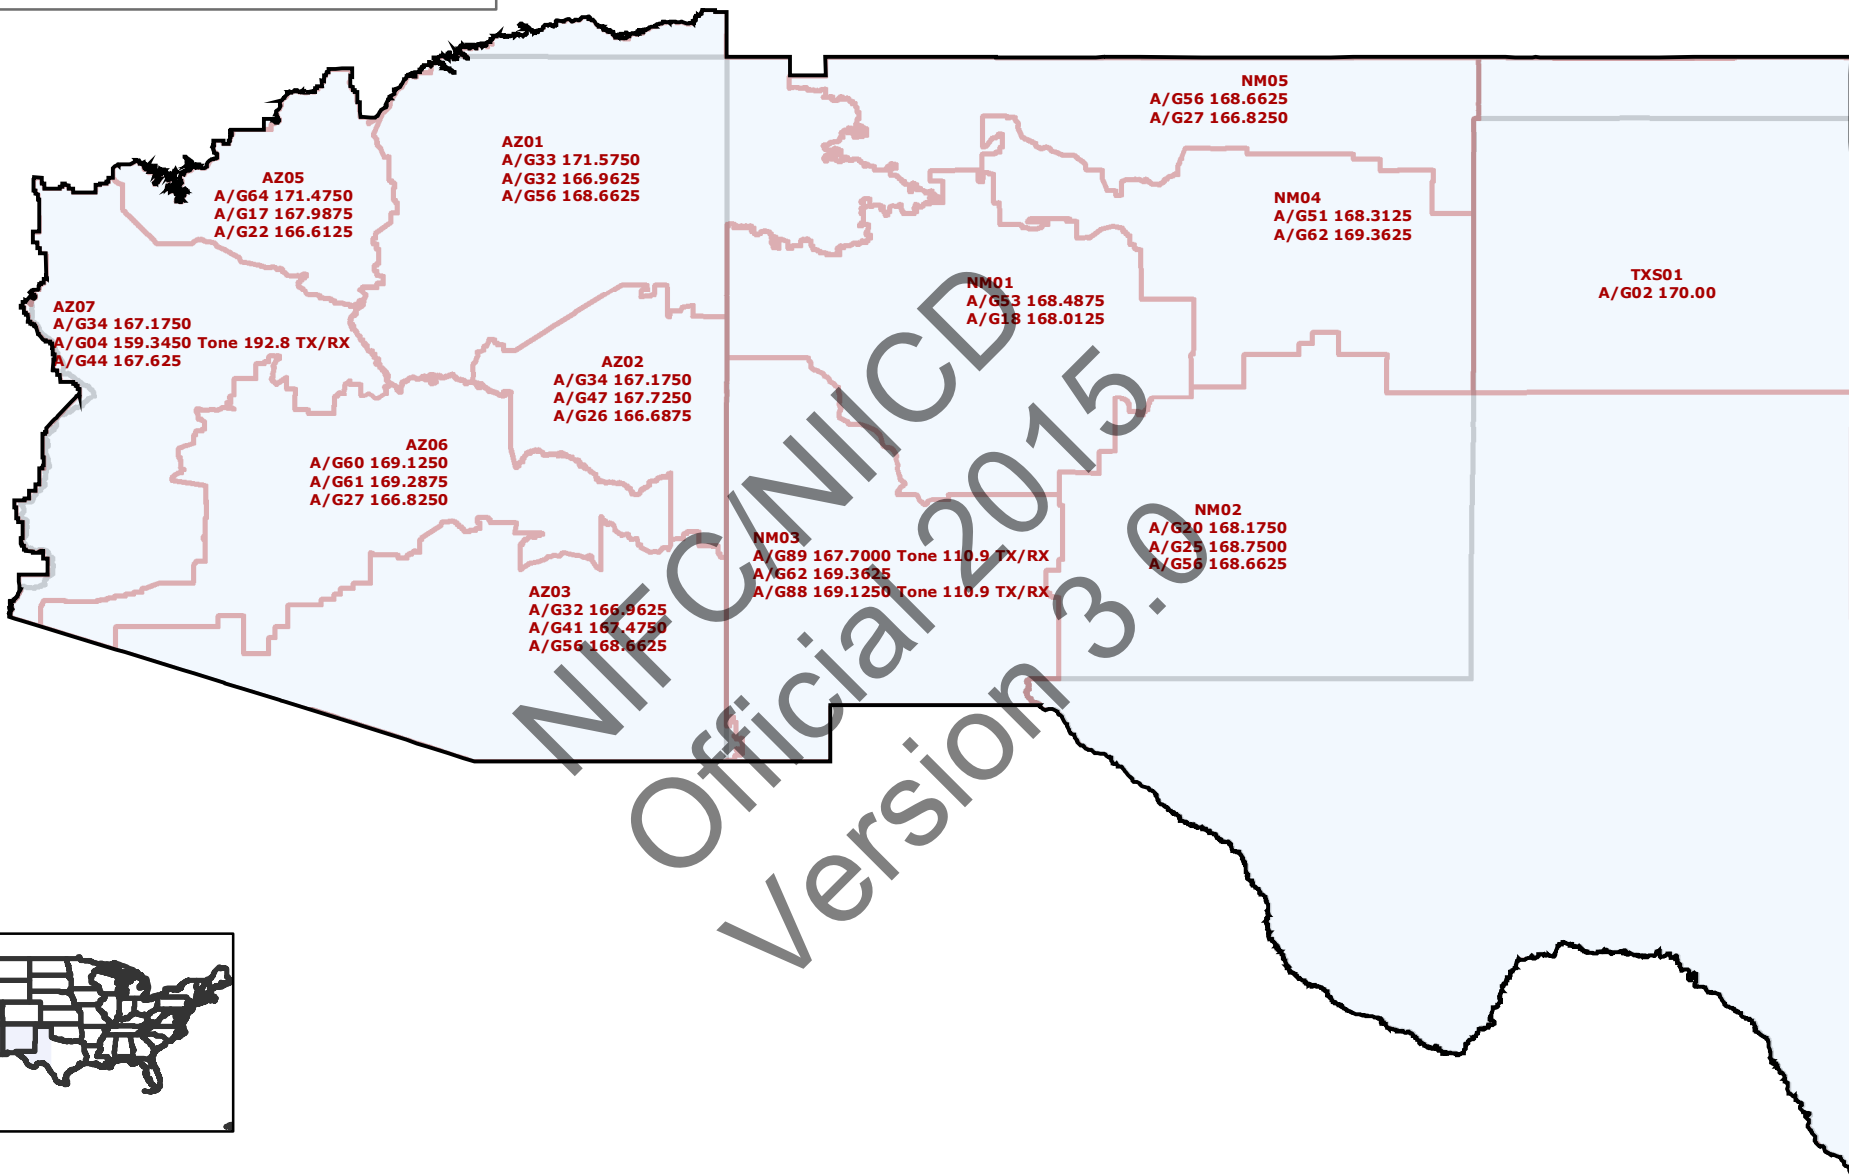 NM05
A/G56 168.6625
A/G27 166.8250
AZ01
A/G33 171.5750
A/G32 166.9625
A/G56 168.6625
AZ05
A/G64 171.4750
A/G17 167.9875
A/G22 166.6125
NM04
A/G51 168.3125
A/G62 169.3625
TXS01
A/G02 170.00
NM01
A/G53 168.4875
A/G18 168.0125
AZ07
A/G34 167.1750
A/G04 159.3450 Tone 192.8 TX/RX
A/G44 167.625
AZ02
A/G34 167.1750
A/G47 167.7250
A/G26 166.6875
AZ06
A/G60 169.1250
A/G61 169.2875
A/G27 166.8250
NM02
A/G20 168.1750
A/G25 168.7500
A/G56 168.6625
NM03
A/G89 167.7000 Tone 110.9 TX/RX
A/G62 169.3625
A/G88 169.1250 Tone 110.9 TX/RX
AZ03
A/G32 166.9625
A/G41 167.4750
A/G56 168.6625
NIFC/NIICD
Official 2015
Version 3.0